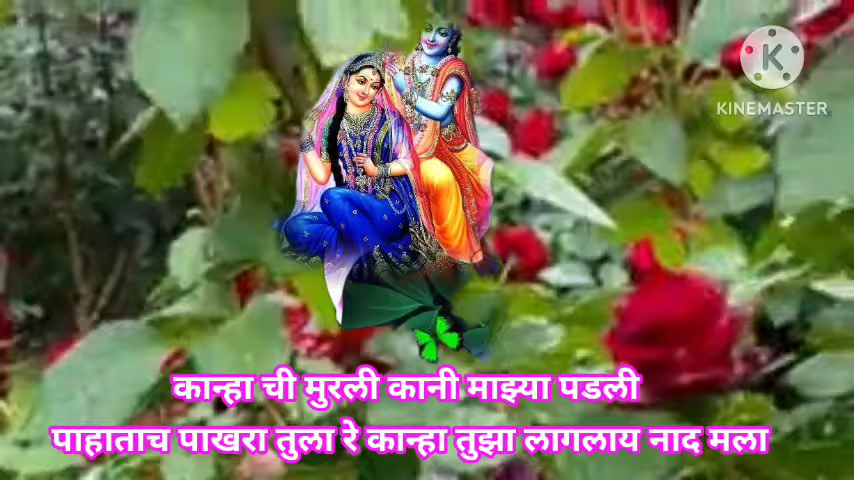 KINEMASTER
कान्हा ची मुरली कानी माझ्या पडली
पाहाताच पाखरा तुला रे कान्हा तुझा लागलाय नाद मला